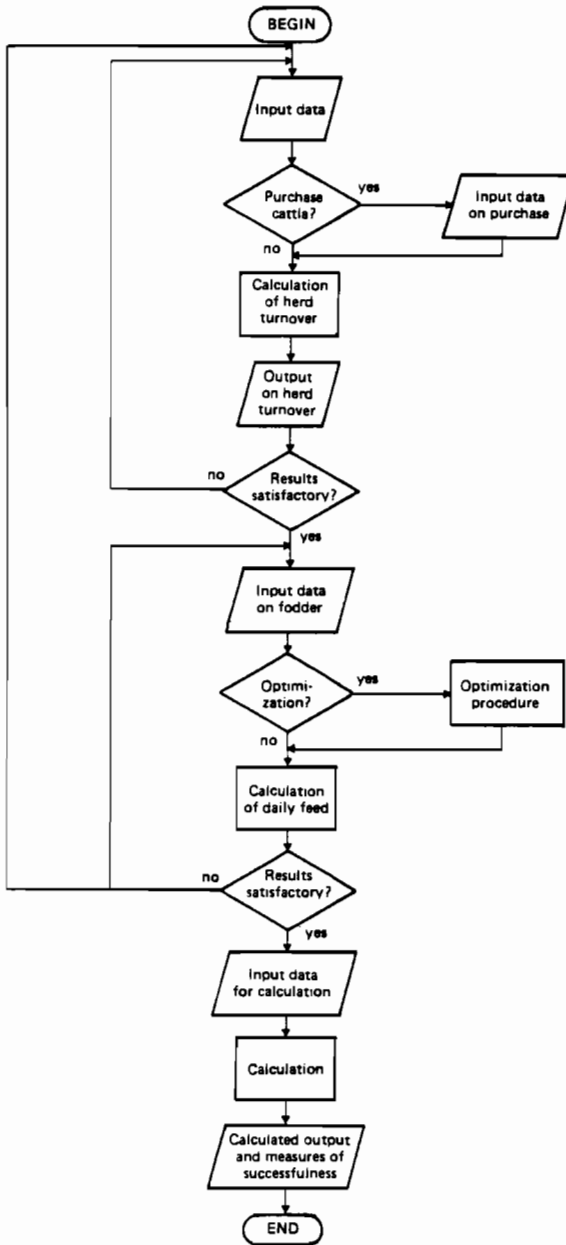 BEGIN
Input data
Purchase
cattla?
yes
Input data
on purchase
no
Calculation
of herd
turnover
Output
on herd
turnover
no
Results
satisfactory?
yes
Input data
on fodder
Optimi-
zation?
yes
Optimization
procedure
no
Calculation
of daily feed
no
Results
satisfactory?
yes
Input data
for calculation
Calculation
Calculated output
and measures of
successfulness
END